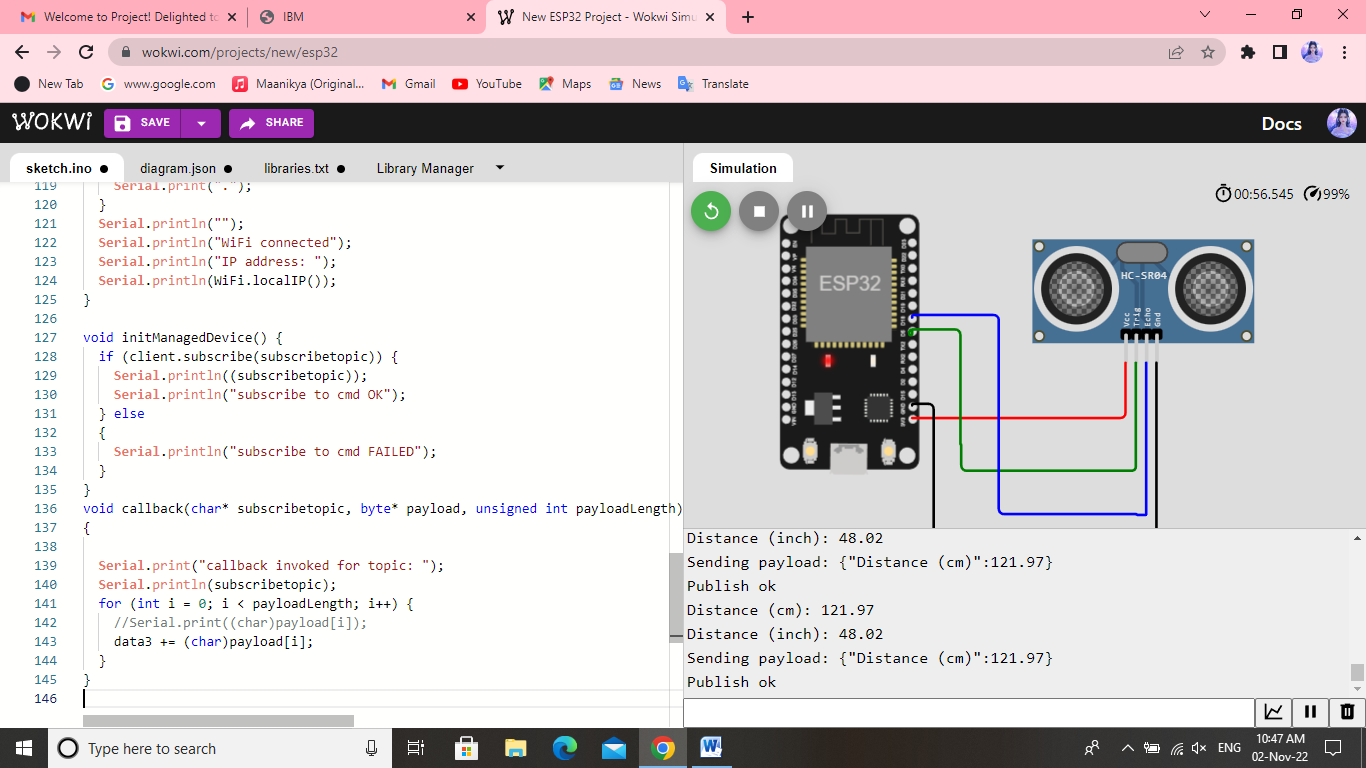 Welcome to Project! Delighted to
IBM
New ESP32 Project - Wokwi Simu
wokwi.com/projects/new/esp32
New Tab
www.google.com
Maanikya (Original...
Gmail
YouTube
Maps
News
Translate
WOKWI
SAVE
SHARE
Docs
sketch.ino
diagram.json
libraries.txt
Library Manager
119 Serial.print(".");
120 }
121 Serial.println("");
122 Serial.println("WiFi connected");
123 Serial.println("IP address: ");
124 Serial.println(WiFi.localIP());
125 }
126
127 void initManagedDevice() {
128 if (client.subscribe(subscribetopic)) {
129 Serial.println((subscribetopic));
130 Serial.println("subscribe to cmd OK");
131 } else
132 {
133 Serial.println("subscribe to cmd FAILED");
134 }
135 }
136 void callback(char* subscribetopic, byte* payload, unsigned int payloadLength)
137 {
138
139 Serial.print("callback invoked for topic: ");
140 Serial.println(subscribetopic);
141 for (int i = 0; i < payloadLength; i++) {
142 //Serial.print((char)payload[i]);
143 data3 += (char)payload[i];
144 }
145 }
146
Simulation
00:56.545 99%
ESP32
HC-SR04
Vcc
Trig
Echo
Gnd
Distance (inch): 48.02
Sending payload: {"Distance (cm)":121.97}
Publish ok
Distance (cm): 121.97
Distance (inch): 48.02
Sending payload: {"Distance (cm)":121.97}
Publish ok
Type here to search
ENG
10:47 AM
02-Nov-22